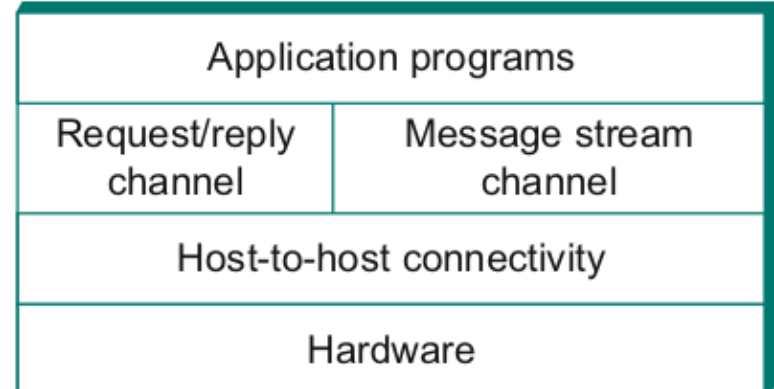 Application programs
Request/reply
channel
Message stream
channel
Host-to-host connectivity
Hardware